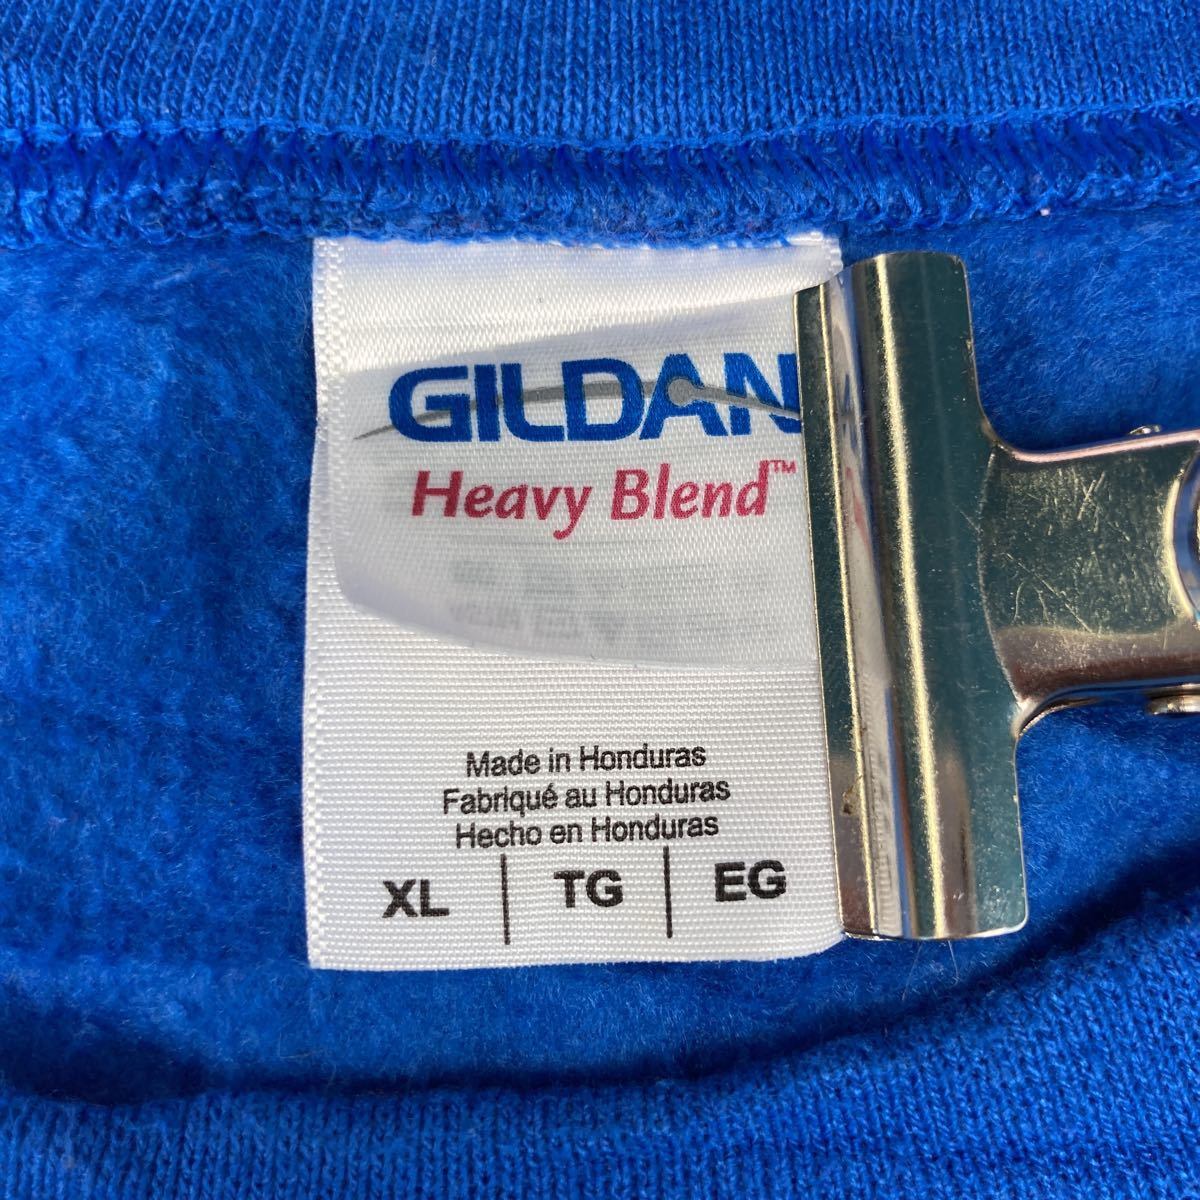 GILDAN
Heavy Blend™
Made in Honduras
Fabriqué au Honduras
Hecho en Honduras
XL | TG | EG